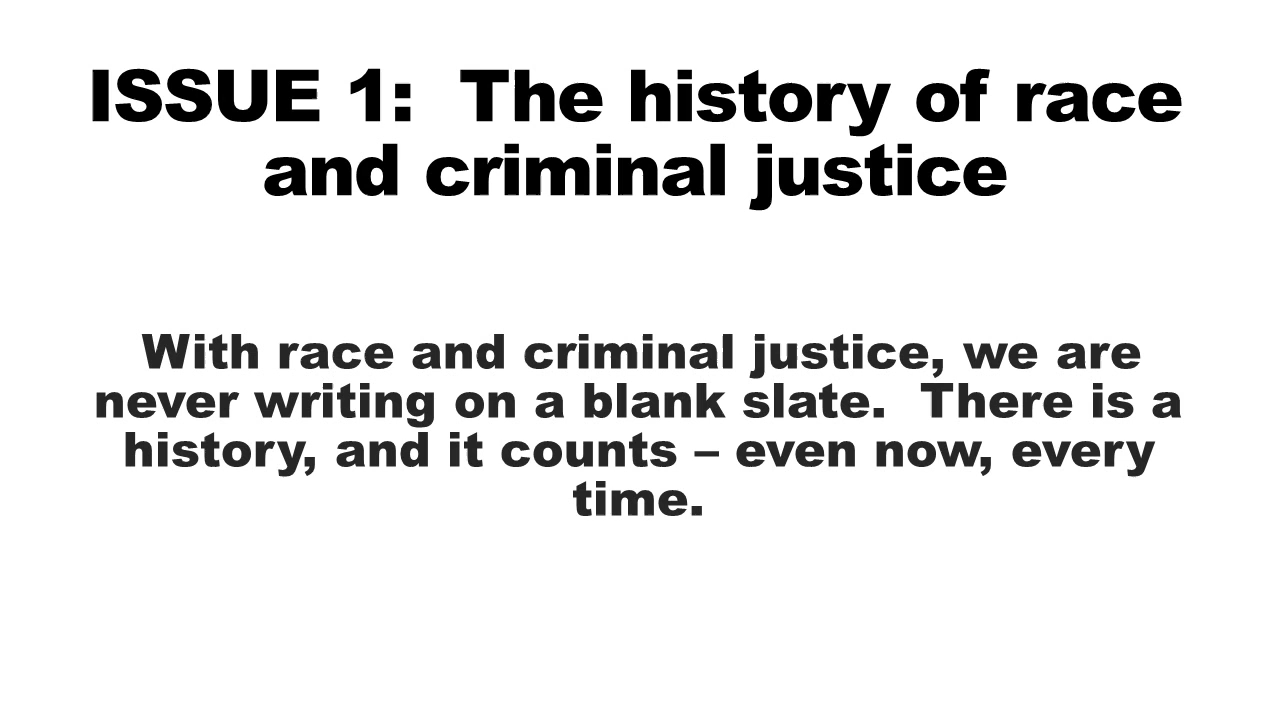 ISSUE 1:  The history of race
and criminal justice
With race and criminal justice, we are
never writing on a blank slate.  There is a
history, and it counts – even now, every
time.